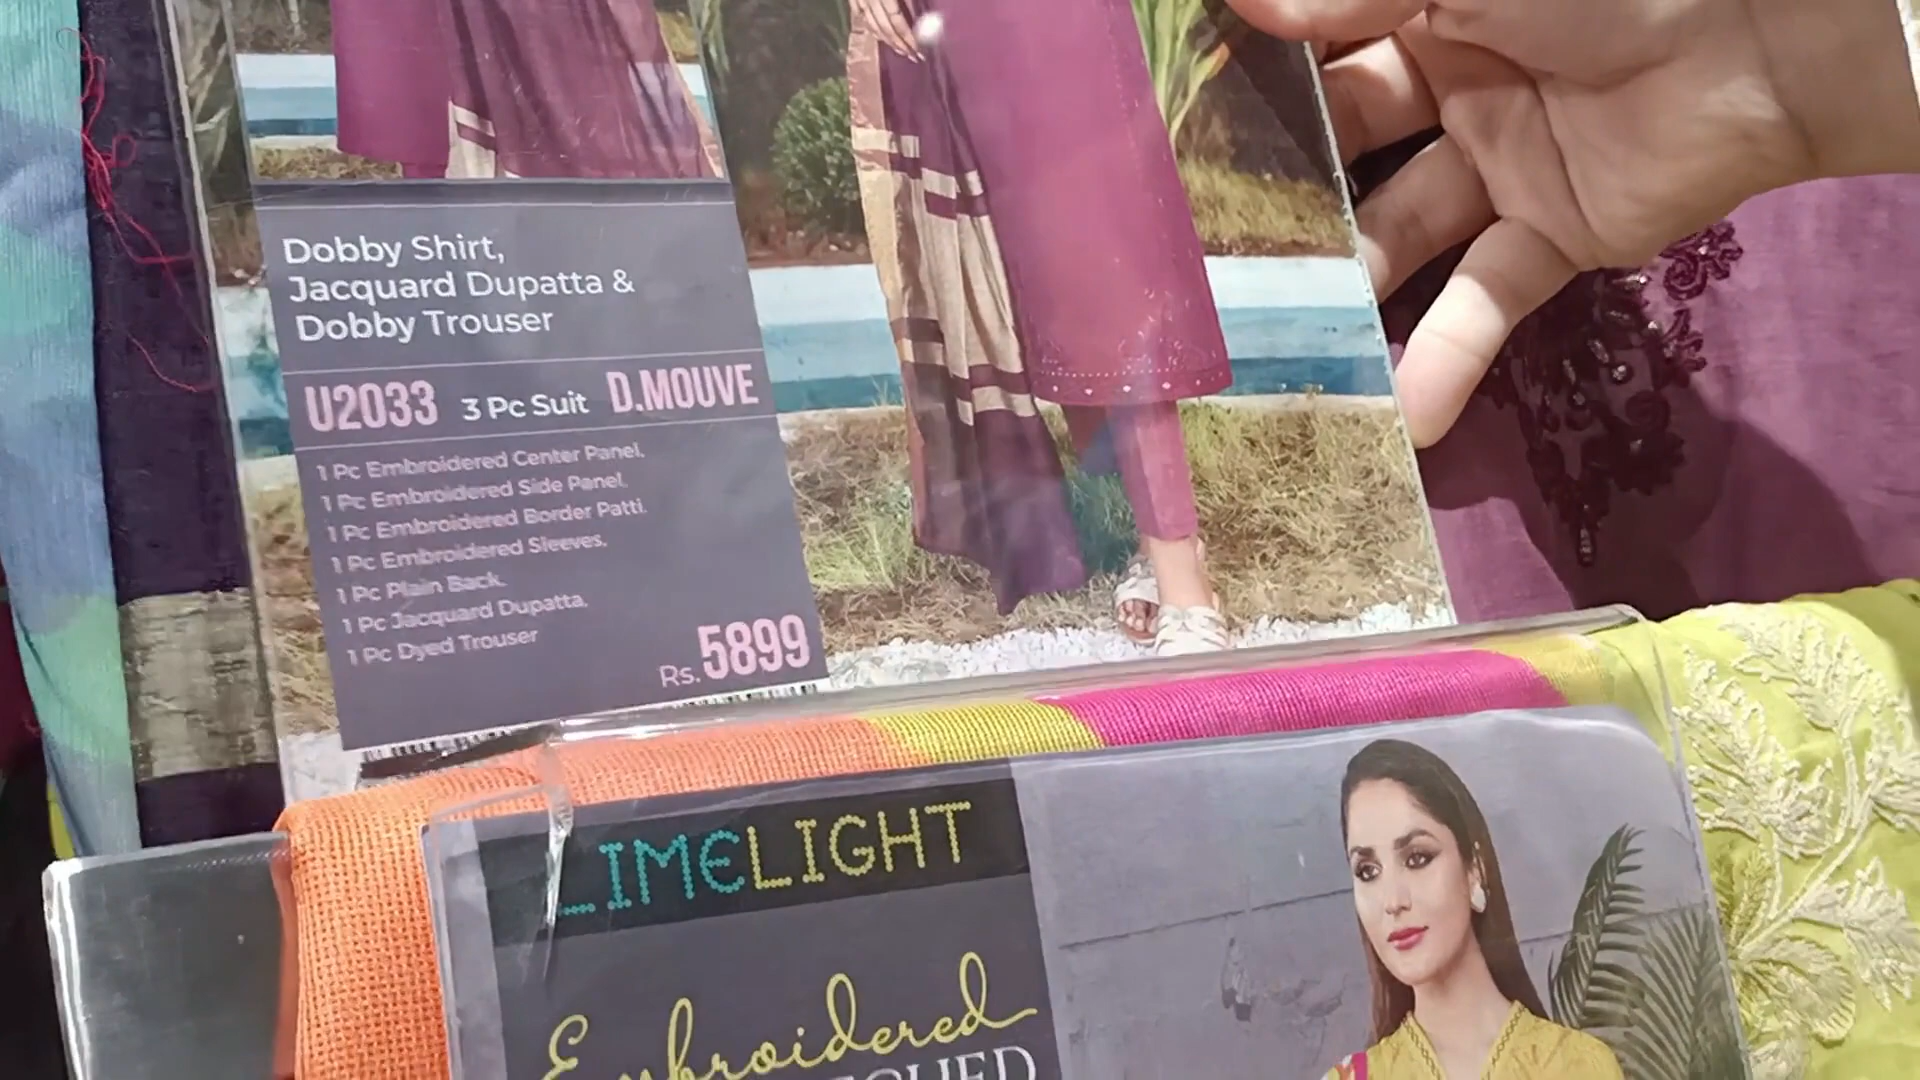 Dobby Shirt,
Jacquard Dupatta &
Dobby Trouser
U2033 3 Pc Suit D.MOUVE
1 Pc Embroidered Center Panel,
1 Pc Embroidered Side Panel,
1 Pc Embroidered Border Patti.
1 Pc Embroidered Sleeves,
1 Pc Plain Back.
1 Pc Jacquard Dupatta,
1 Pc Dyed Trouser
Rs. 5899
LIMELIGHT
Embroidered